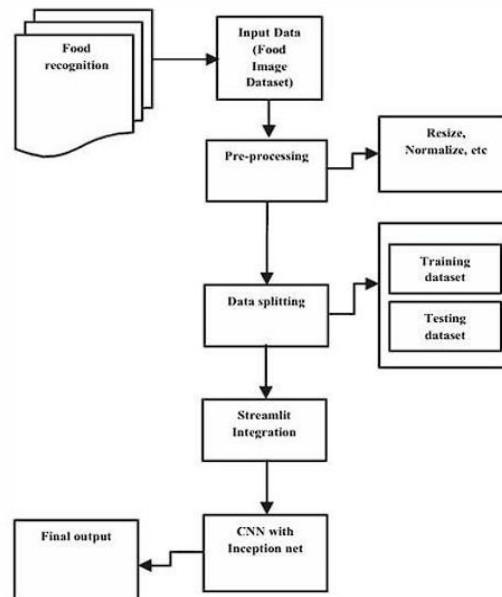 Food
recognition
Input Data
(Food
Image
Dataset)
Pre-processing
Resize,
Normalize, etc
Data splitting
Training
dataset
Testing
dataset
Streamlit
Integration
CNN with
Inception net
Final output